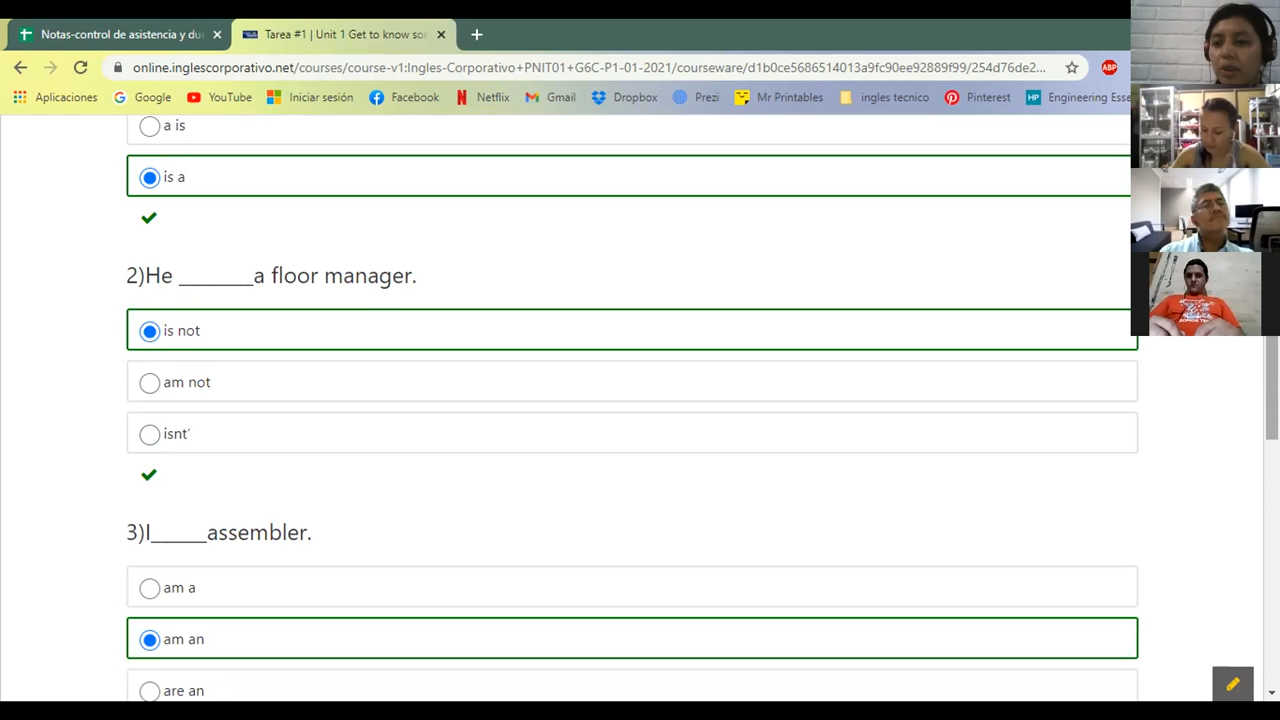 Notas-control de asistencia y du
Tarea #1 | Unit 1 Get to know so
online.inglescorporativo.net/courses/course-v1:Ingles-Corporativo+PNIT01+G6C-P1-01-2021/courseware/d1b0ce5686514013a9fc90ee92889f99/254d76de2...
ABP
Aplicaciones Google YouTube Iniciar sesión Facebook Netflix Gmail Dropbox Prezi Mr Printables ingles tecnico Pinterest Engineering Esse
a is
is a
2)He ________a floor manager.
is not
am not
isnt'
3)I______assembler.
am a
am an
are an